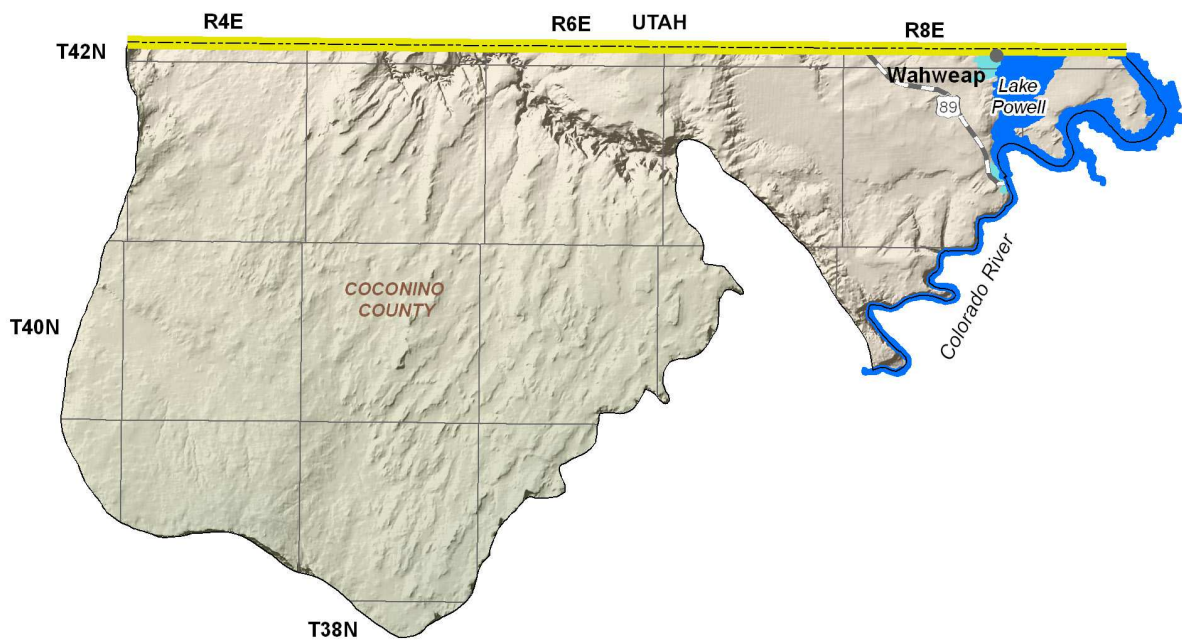 R4E
R6E
UTAH
R8E
T42N
Wahweap
Lake
Powell
89
COCONINO
COUNTY
Colorado River
T40N
T38N